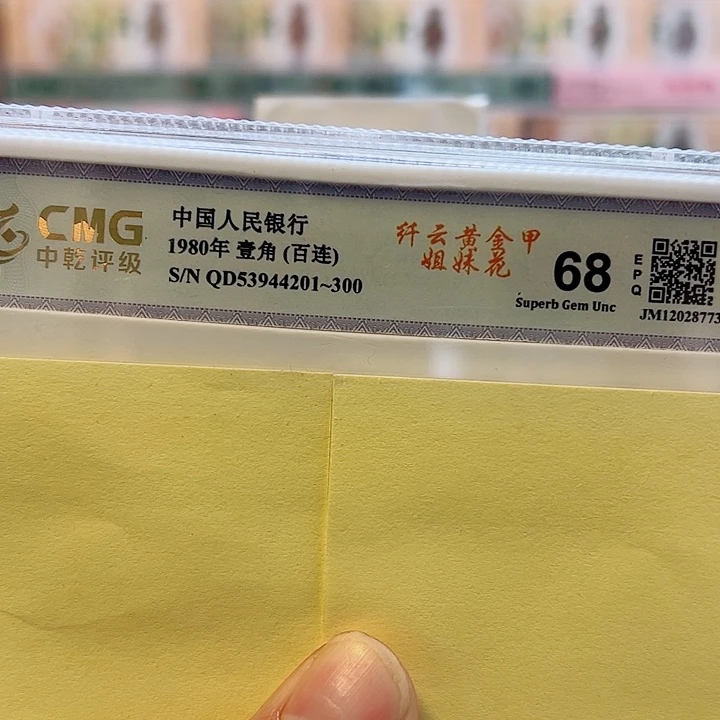 CMG
中乾评级
中国人民银行
1980年 壹角 (百连)
S/N QD53944201~300
纤云黄金甲
姐妹花
68
Superb Gem Unc
EPQ
JM12028773